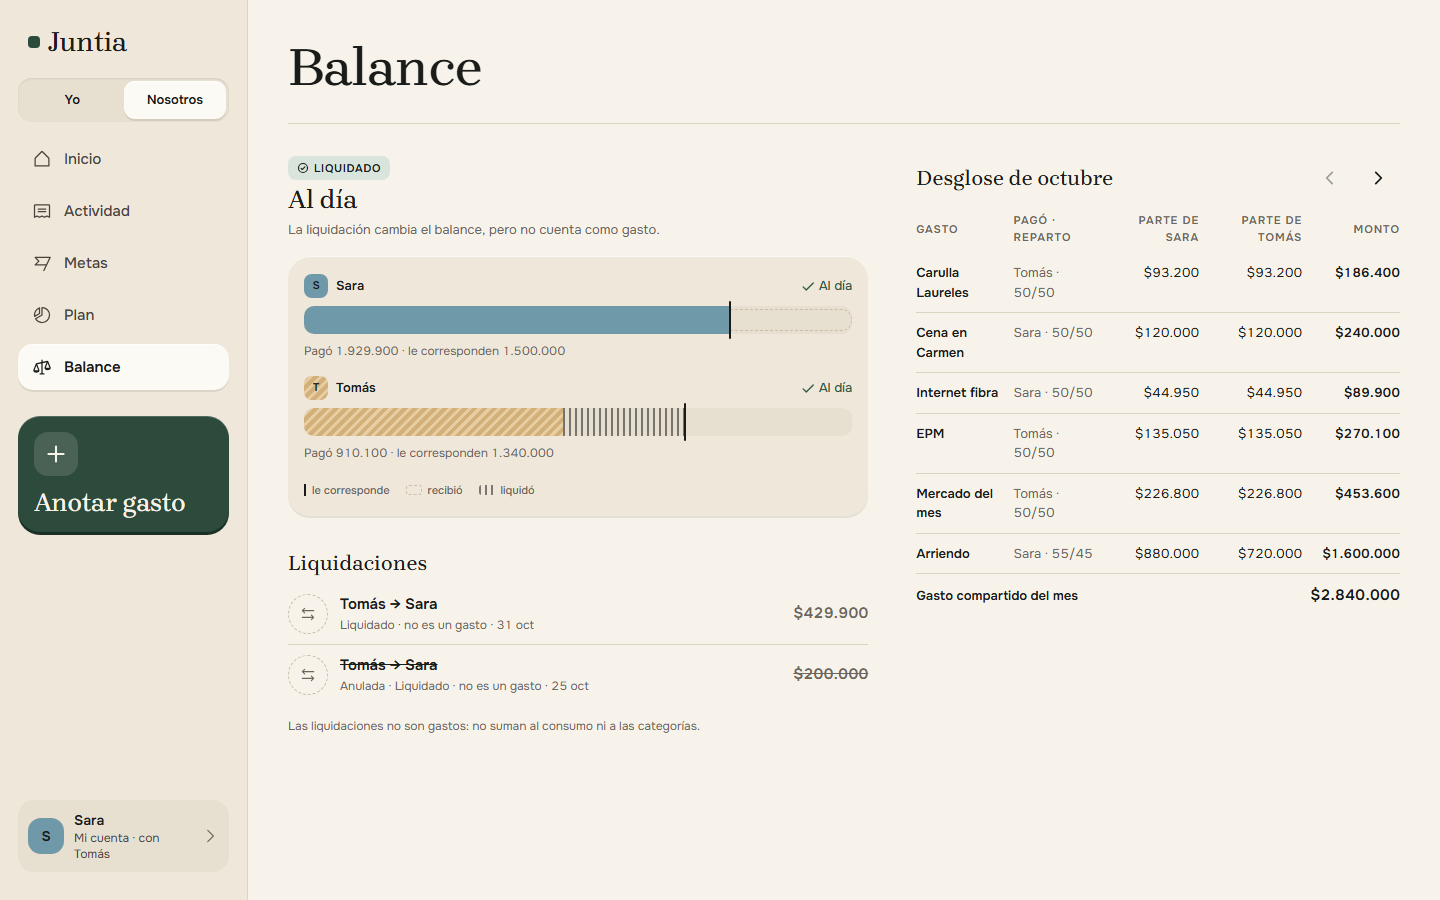 Juntia
Yo
Nosotros
Inicio
Actividad
Metas
Plan
Balance
Anotar gasto
S
Sara
Mi cuenta · con
Tomás
Balance
LIQUIDADO
Al día
La liquidación cambia el balance, pero no cuenta como gasto.
S Sara Al día
Pagó 1.929.900 · le corresponden 1.500.000
T Tomás Al día
Pagó 910.100 · le corresponden 1.340.000
le corresponde recibió liquidó
Liquidaciones
Tomás → Sara $429.900
Liquidado · no es un gasto · 31 oct
Tomás → Sara $200.000
Anulada · Liquidado · no es un gasto · 25 oct
Las liquidaciones no son gastos: no suman al consumo ni a las categorías.
Desglose de octubre
GASTO PAGÓ · REPARTO PARTE DE SARA PARTE DE TOMÁS MONTO
Carulla Laureles Tomás · 50/50 $93.200 $93.200 $186.400
Cena en Carmen Sara · 50/50 $120.000 $120.000 $240.000
Internet fibra Sara · 50/50 $44.950 $44.950 $89.900
EPM Tomás · 50/50 $135.050 $135.050 $270.100
Mercado del mes Tomás · 50/50 $226.800 $226.800 $453.600
Arriendo Sara · 55/45 $880.000 $720.000 $1.600.000
Gasto compartido del mes $2.840.000